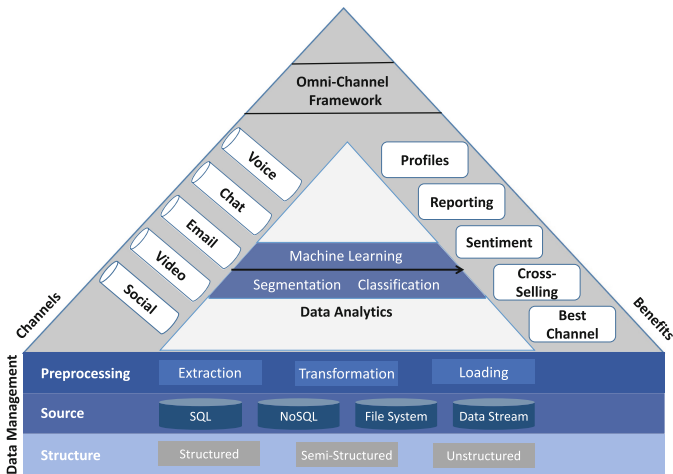 Omni-Channel
Framework
Voice
Chat
Email
Video
Social
Channels
Profiles
Reporting
Sentiment
Cross-
Selling
Best
Channel
Benefits
Machine Learning
Segmentation Classification
Data Analytics
Data Management
Preprocessing Extraction Transformation Loading
Source SQL NoSQL File System Data Stream
Structure Structured Semi-Structured Unstructured